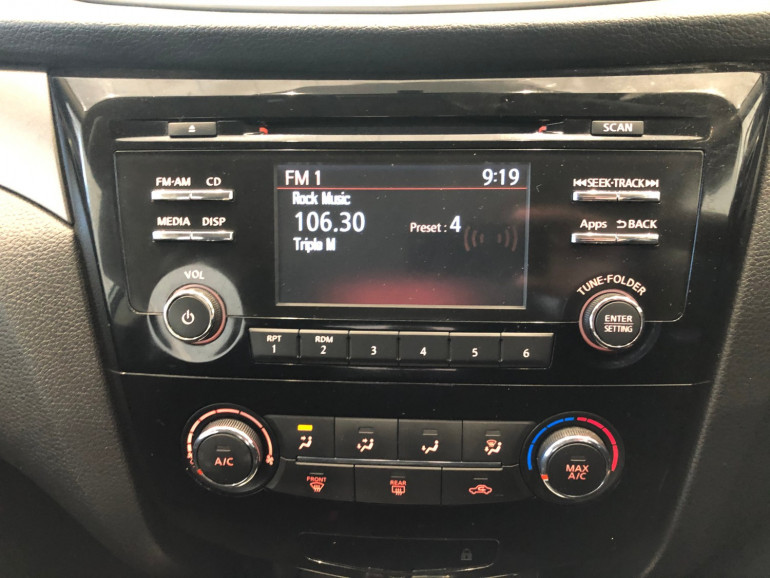 SCAN
FM·AM CD
MEDIA DISP
VOL
FM 1 9:19
Rock Music
106.30 Preset : 4
Triple M
SEEK·TRACK
Apps BACK
TUNE·FOLDER
ENTER
SETTING
RPT
1
RDM
2
3
4
5
6
A/C
FRONT
REAR
MAX
A/C